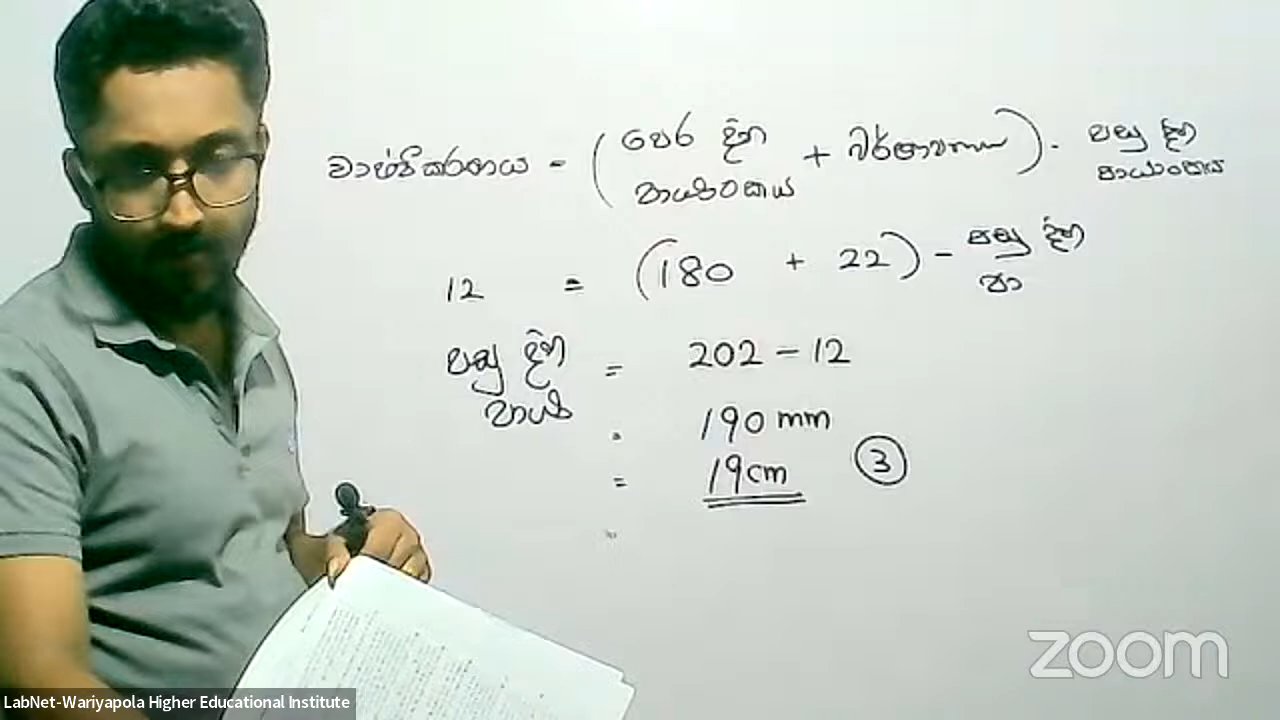 වාෂ්පීකරණය = (පෙර දින පාඨාංකය + වර්ෂාපතනය) - පසු දින පාඨාංකය
12 = (180 + 22) - පසු දින පා
පසු දින පාඨා = 202 - 12
= 190 mm
= 19cm ③
zoom
LabNet-Wariyapola Higher Educational Institute